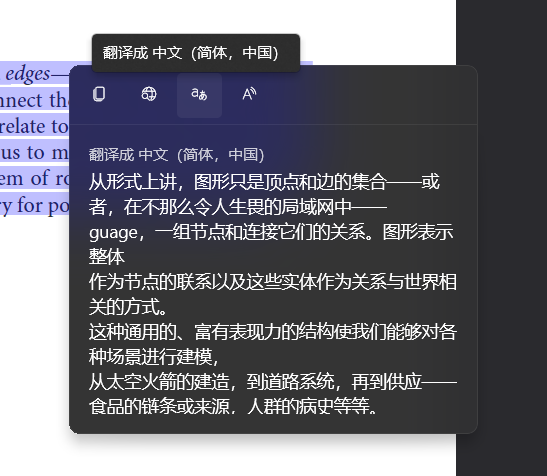 翻译成 中文（简体，中国）
edges—
nnect the
relate to
us to m
em of ro
ry for po
翻译成 中文（简体，中国）
从形式上讲，图形只是顶点和边的集合——或
者，在不那么令人生畏的局域网中——
guage，一组节点和连接它们的关系。图形表示
整体
作为节点的联系以及这些实体作为关系与世界相
关的方式。
这种通用的、富有表现力的结构使我们能够对各
种场景进行建模，
从太空火箭的建造，到道路系统，再到供应——
食品的链条或来源，人群的病史等等。